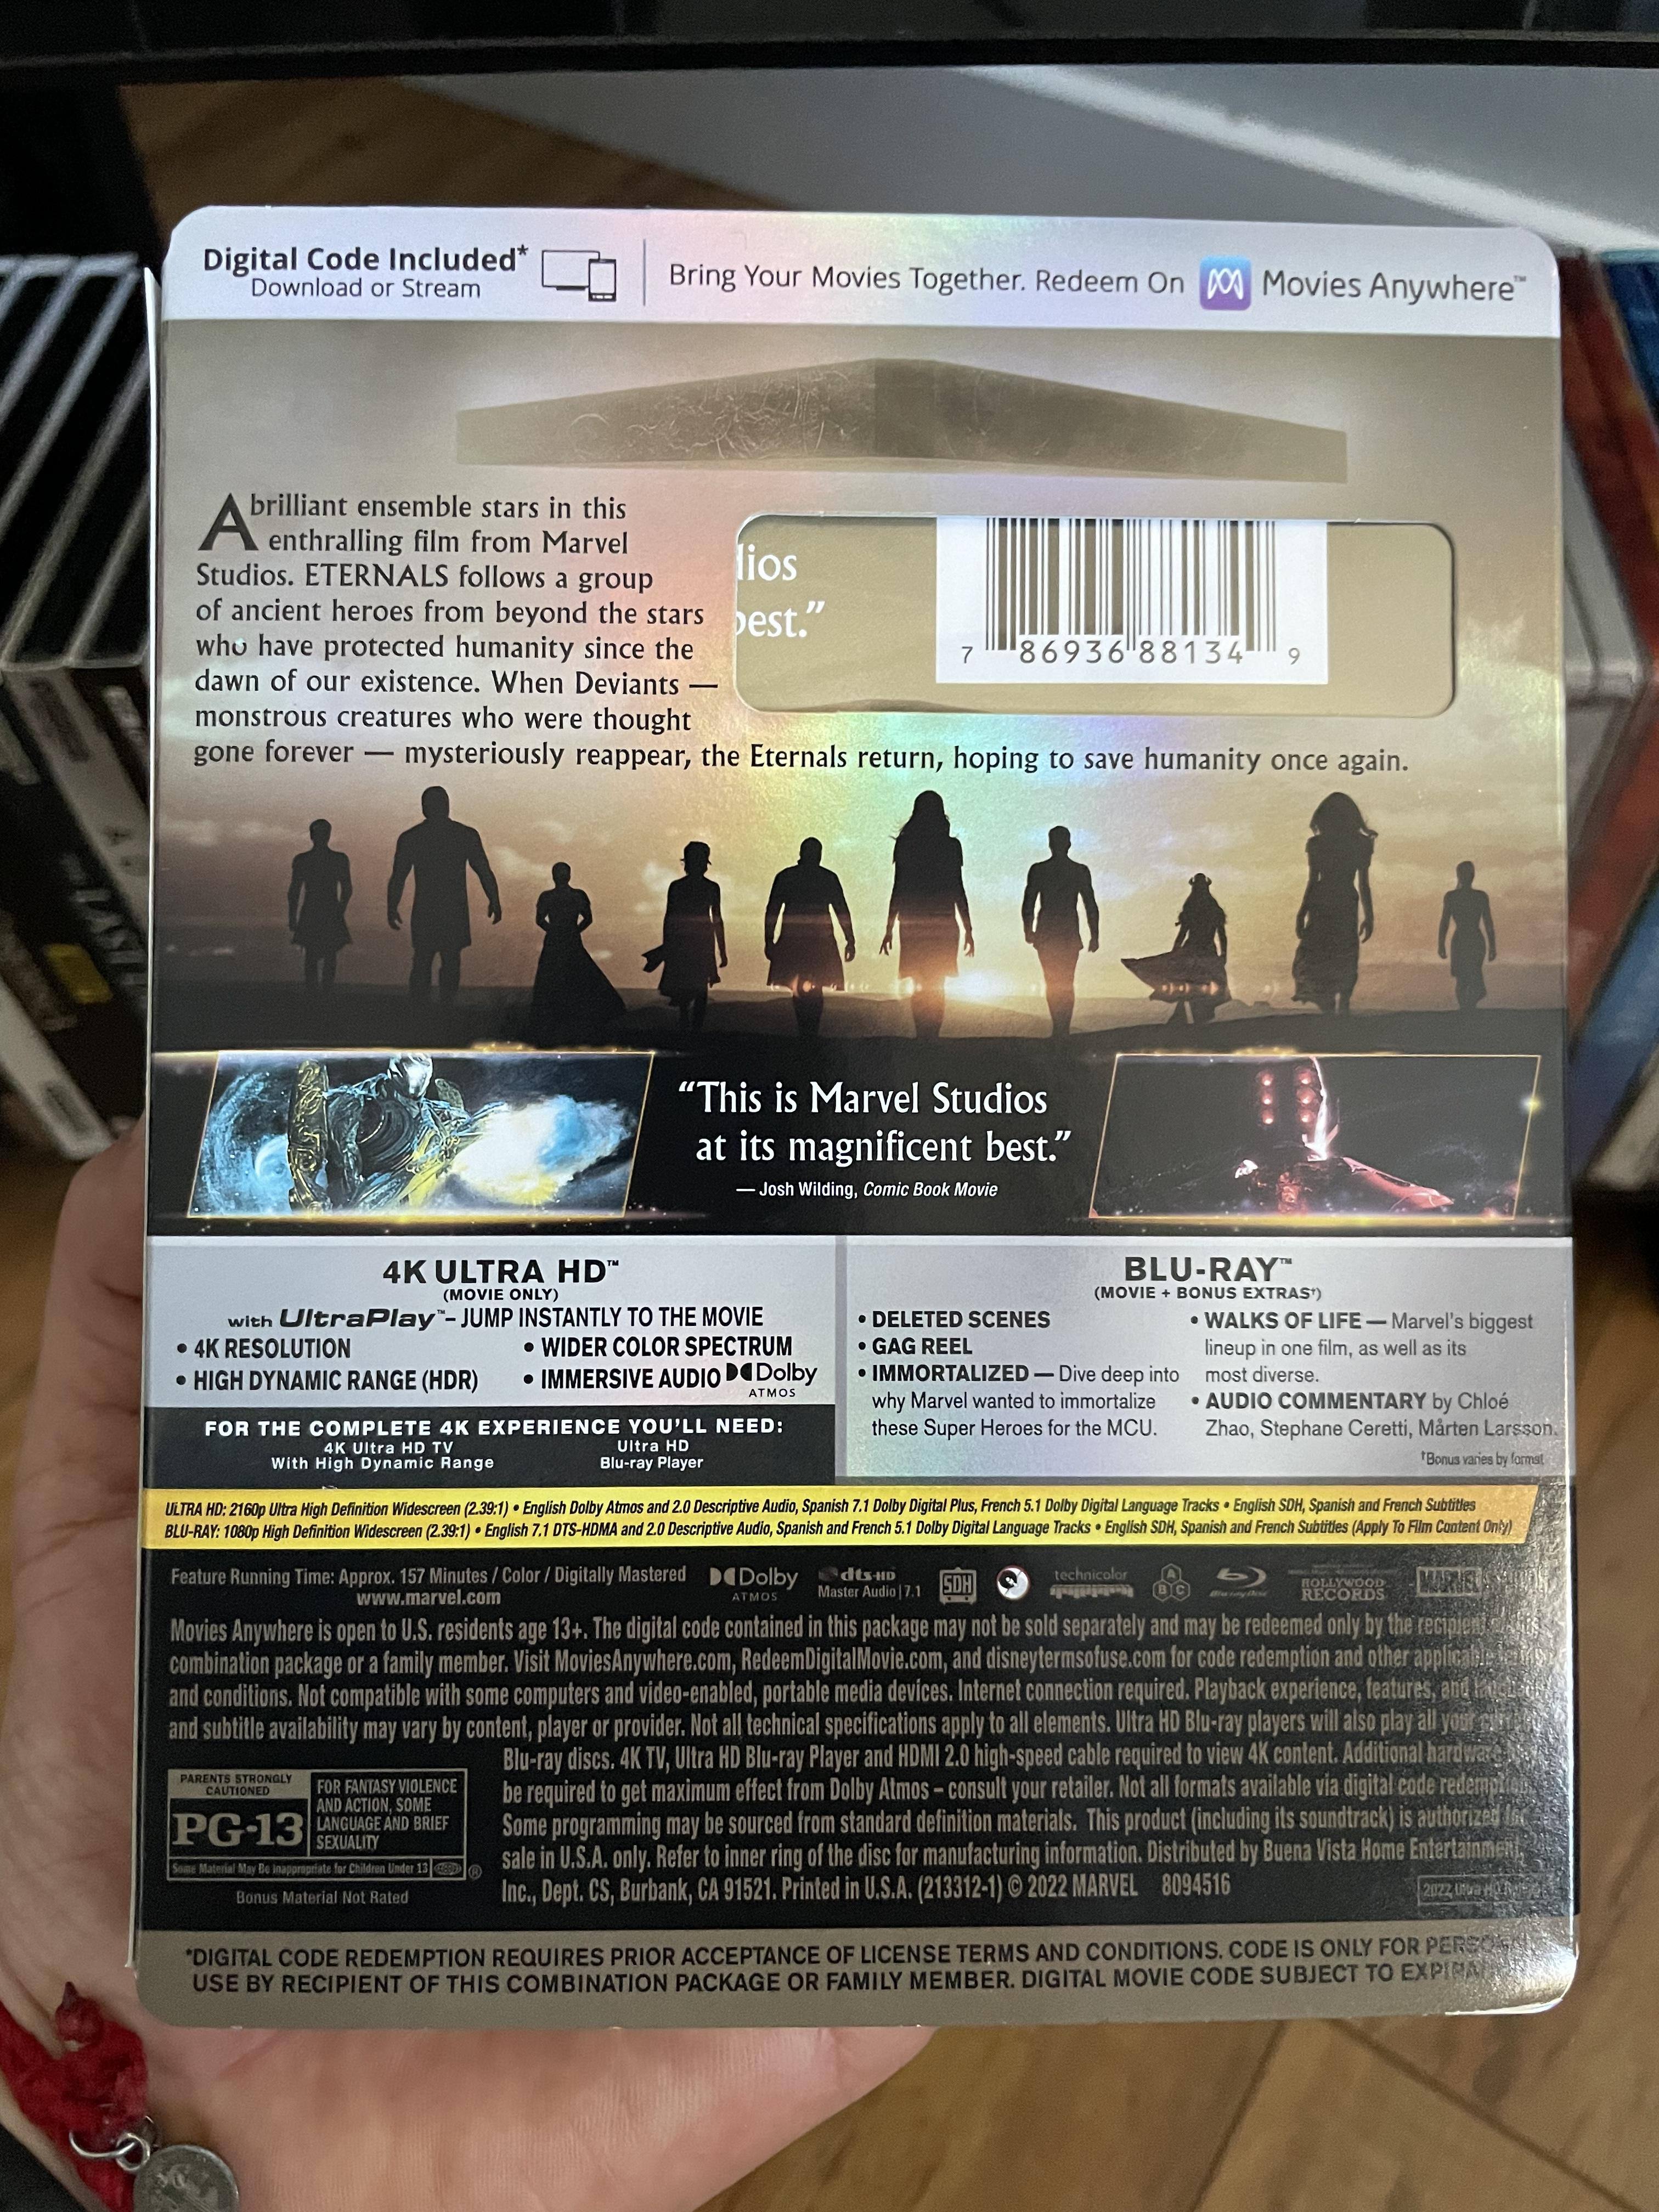 Digital Code Included*
Download or Stream
Bring Your Movies Together. Redeem On Movies Anywhere™
A brilliant ensemble stars in this
enthralling film from Marvel
Studios. ETERNALS follows a group
of ancient heroes from beyond the stars
who have protected humanity since the
dawn of our existence. When Deviants —
monstrous creatures who were thought
gone forever — mysteriously reappear, the Eternals return, hoping to save humanity once again.
dios
best.”
7 86936 88134 9
“This is Marvel Studios
at its magnificent best.”
— Josh Wilding, Comic Book Movie
4K ULTRA HD™
(MOVIE ONLY)
with UltraPlay™ – JUMP INSTANTLY TO THE MOVIE
• 4K RESOLUTION
• HIGH DYNAMIC RANGE (HDR)
• WIDER COLOR SPECTRUM
• IMMERSIVE AUDIO Dolby
ATMOS
FOR THE COMPLETE 4K EXPERIENCE YOU'LL NEED:
4K Ultra HD TV
With High Dynamic Range
Ultra HD
Blu-ray Player
BLU-RAY™
(MOVIE + BONUS EXTRAS†)
• DELETED SCENES
• GAG REEL
• IMMORTALIZED — Dive deep into
why Marvel wanted to immortalize
these Super Heroes for the MCU.
• WALKS OF LIFE — Marvel's biggest
lineup in one film, as well as its
most diverse.
• AUDIO COMMENTARY by Chloé
Zhao, Stephane Ceretti, Mårten Larsson.
†Bonus varies by format
ULTRA HD: 2160p Ultra High Definition Widescreen (2.39:1) • English Dolby Atmos and 2.0 Descriptive Audio, Spanish 7.1 Dolby Digital Plus, French 5.1 Dolby Digital Language Tracks • English SDH, Spanish and French Subtitles
BLU-RAY: 1080p High Definition Widescreen (2.39:1) • English 7.1 DTS-HDMA and 2.0 Descriptive Audio, Spanish and French 5.1 Dolby Digital Language Tracks • English SDH, Spanish and French Subtitles (Apply To Film Content Only)
Feature Running Time: Approx. 157 Minutes / Color / Digitally Mastered
www.marvel.com
Dolby
ATMOS
dts-HD
Master Audio | 7.1
SDH
technicolor
ABC
Blu-ray Disc
HOLLYWOOD
RECORDS
MARVEL
Movies Anywhere is open to U.S. residents age 13+. The digital code contained in this package may not be sold separately and may be redeemed only by the recipient
combination package or a family member. Visit MoviesAnywhere.com, RedeemDigitalMovie.com, and disneytermsofuse.com for code redemption and other applicable
and conditions. Not compatible with some computers and video-enabled, portable media devices. Internet connection required. Playback experience, features, and
and subtitle availability may vary by content, player or provider. Not all technical specifications apply to all elements. Ultra HD Blu-ray players will also play all your
Blu-ray discs. 4K TV, Ultra HD Blu-ray Player and HDMI 2.0 high-speed cable required to view 4K content. Additional hardware
be required to get maximum effect from Dolby Atmos – consult your retailer. Not all formats available via digital code redemption.
Some programming may be sourced from standard definition materials. This product (including its soundtrack) is authorized for
sale in U.S.A. only. Refer to inner ring of the disc for manufacturing information. Distributed by Buena Vista Home Entertainment,
Inc., Dept. CS, Burbank, CA 91521. Printed in U.S.A. (213312-1) © 2022 MARVEL 8094516
PARENTS STRONGLY
CAUTIONED
PG-13
FOR FANTASY VIOLENCE
AND ACTION, SOME
LANGUAGE AND BRIEF
SEXUALITY
Some Material May Be Inappropriate for Children Under 13
®
Bonus Material Not Rated
2022 Ultra HD
*DIGITAL CODE REDEMPTION REQUIRES PRIOR ACCEPTANCE OF LICENSE TERMS AND CONDITIONS. CODE IS ONLY FOR PERSONAL
USE BY RECIPIENT OF THIS COMBINATION PACKAGE OR FAMILY MEMBER. DIGITAL MOVIE CODE SUBJECT TO EXPIRATION